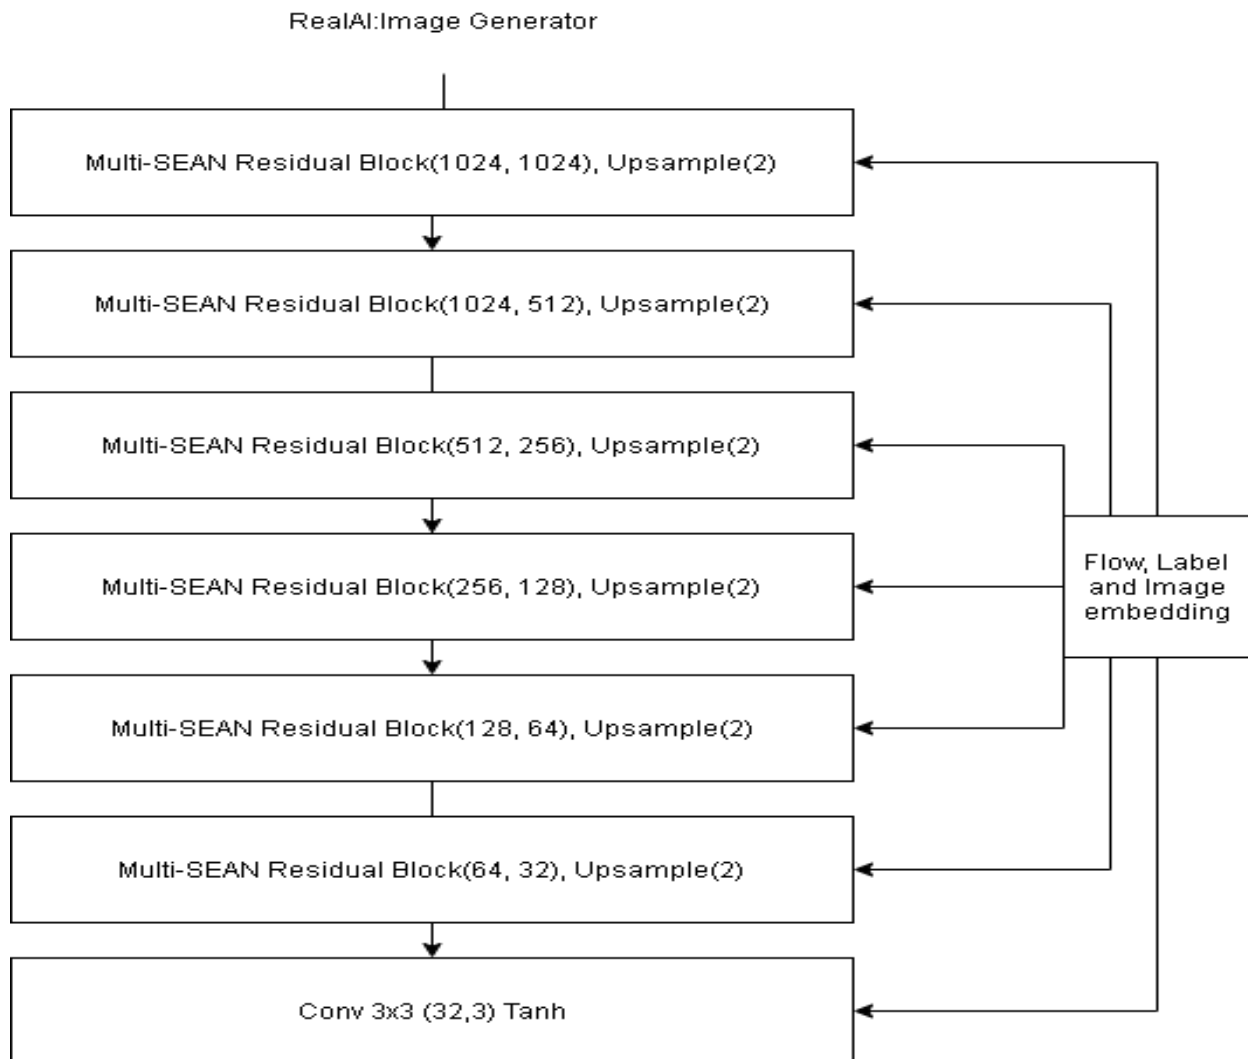 RealAI:Image Generator
Multi-SEAN Residual Block(1024, 1024), Upsample(2)
Multi-SEAN Residual Block(1024, 512), Upsample(2)
Multi-SEAN Residual Block(512, 256), Upsample(2)
Multi-SEAN Residual Block(256, 128), Upsample(2)
Multi-SEAN Residual Block(128, 64), Upsample(2)
Multi-SEAN Residual Block(64, 32), Upsample(2)
Conv 3x3 (32,3) Tanh
Flow, Label
and Image
embedding